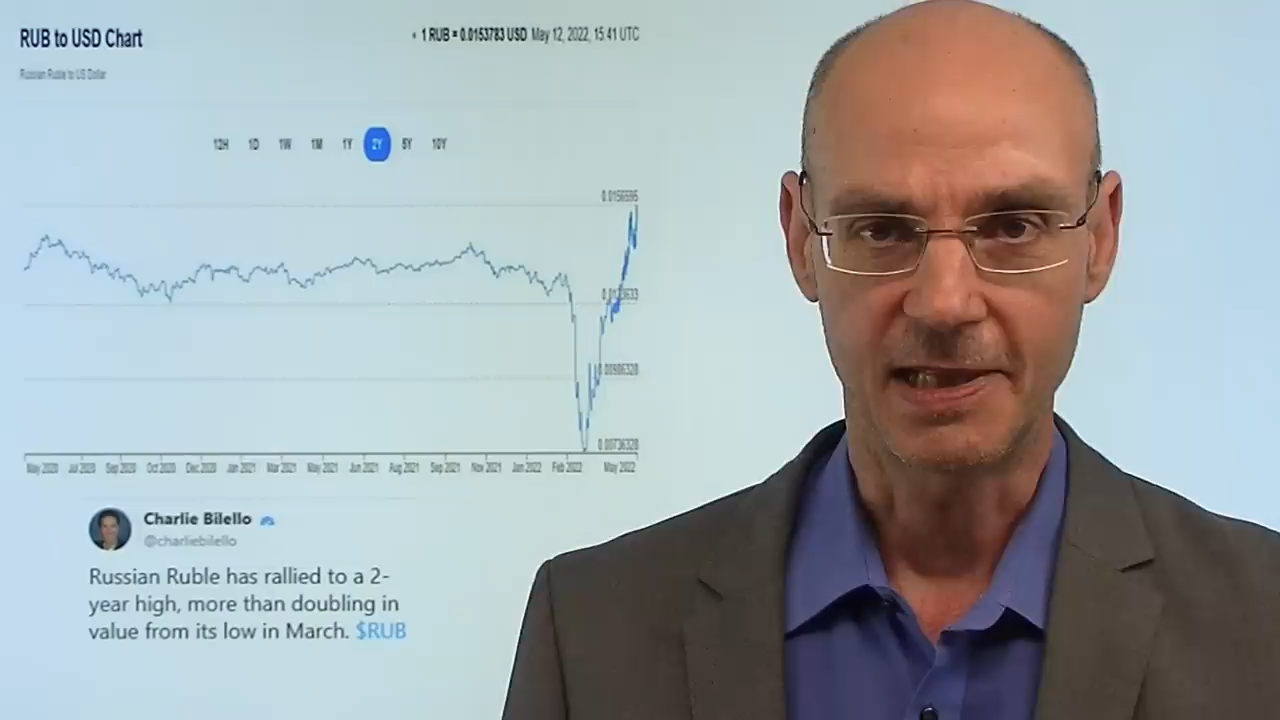 RUB to USD Chart
1 RUB = 0.0153783 USD May 12, 2022, 15:41 UTC
Russian Ruble to US Dollar
12H 1D 1W 1M 1Y 2Y 5Y 10Y
0.0156595
0.00736328
May 2020 Jul 2020 Sep 2020 Oct 2020 Dec 2020 Jan 2021 Mar 2021 May 2021 Jun 2021 Aug 2021 Sep 2021 Nov 2021 Jan 2022 Feb 2022 May 2022
Charlie Bilello
@charliebilello
Russian Ruble has rallied to a 2-
year high, more than doubling in
value from its low in March. $RUB